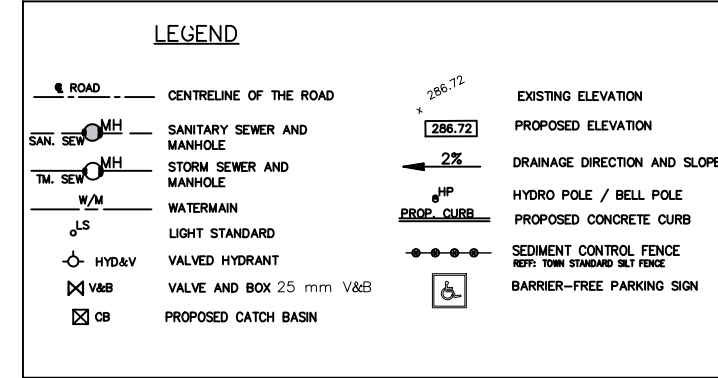 LEGEND
℄ ROAD CENTRELINE OF THE ROAD
SAN. SEW MH SANITARY SEWER AND
MANHOLE
TM. SEW MH STORM SEWER AND
MANHOLE
W/M WATERMAIN
LS LIGHT STANDARD
HYD&V VALVED HYDRANT
V&B VALVE AND BOX 25 mm V&B
CB PROPOSED CATCH BASIN
x 286.72 EXISTING ELEVATION
286.72 PROPOSED ELEVATION
2% DRAINAGE DIRECTION AND SLOPE
HP HYDRO POLE / BELL POLE
PROP. CURB PROPOSED CONCRETE CURB
SEDIMENT CONTROL FENCE
REFF: TOWN STANDARD SILT FENCE
BARRIER-FREE PARKING SIGN